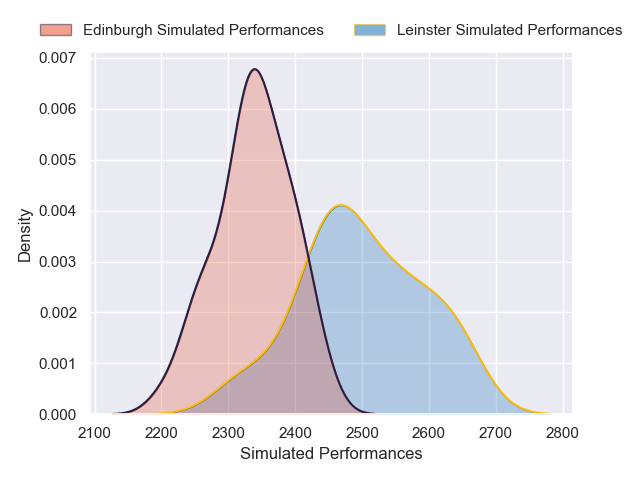 Edinburgh Simulated Performances   Leinster Simulated Performances
0.007
0.006
0.005
0.004
0.003
0.002
0.001
0.000
Density
2100 2200 2300 2400 2500 2600 2700 2800
Simulated Performances